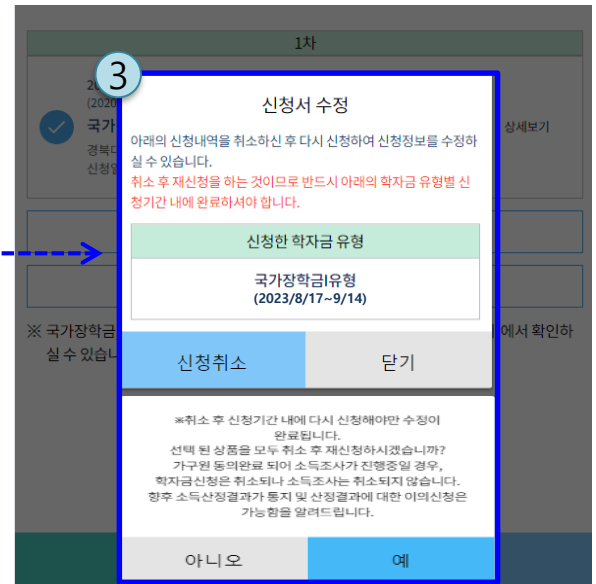 1차
3
20
(2020
국가
경북대
신청일
상세보기
신청서 수정
아래의 신청내역을 취소하신 후 다시 신청하여 신청정보를 수정하
실 수 있습니다.
취소 후 재신청을 하는 것이므로 반드시 아래의 학자금 유형별 신
청기간 내에 완료하셔야 합니다.
신청한 학자금 유형
국가장학금I유형
(2023/8/17~9/14)
※ 국가장학금
에서 확인하
실 수 있습니
신청취소
닫기
※취소 후 신청기간 내에 다시 신청해야만 수정이
완료됩니다.
선택 된 상품을 모두 취소 후 재신청하시겠습니까?
가구원 동의완료 되어 소득조사가 진행중일 경우,
학자금신청은 취소되나 소득조사는 취소되지 않습니다.
향후 소득산정결과가 통지 및 산정결과에 대한 이의신청은
가능함을 알려드립니다.
아니오
예